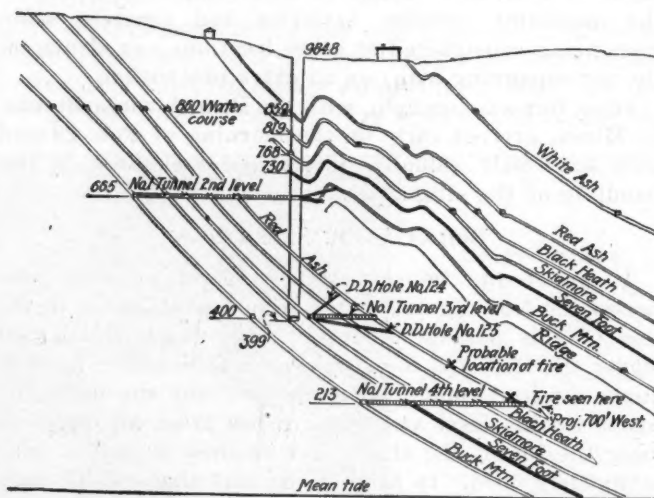 984.8
860 Water
course
859
819
768
730
White Ash
665
No.1 Tunnel 2nd level
Red
Ash
Red Ash
Black Heath
Skidmore
Seven Foot
Buck Mtn.
Ridge
D.D. Hole No.124
No.1 Tunnel 3rd level
400
399
D.D. Hole No.123
Probable
location of fire
213
No.1 Tunnel 4th level
Fire seen here
Proj. 700' West.
Black Heath
Skidmore
Seven Foot
Buck Mtn.
Mean tide